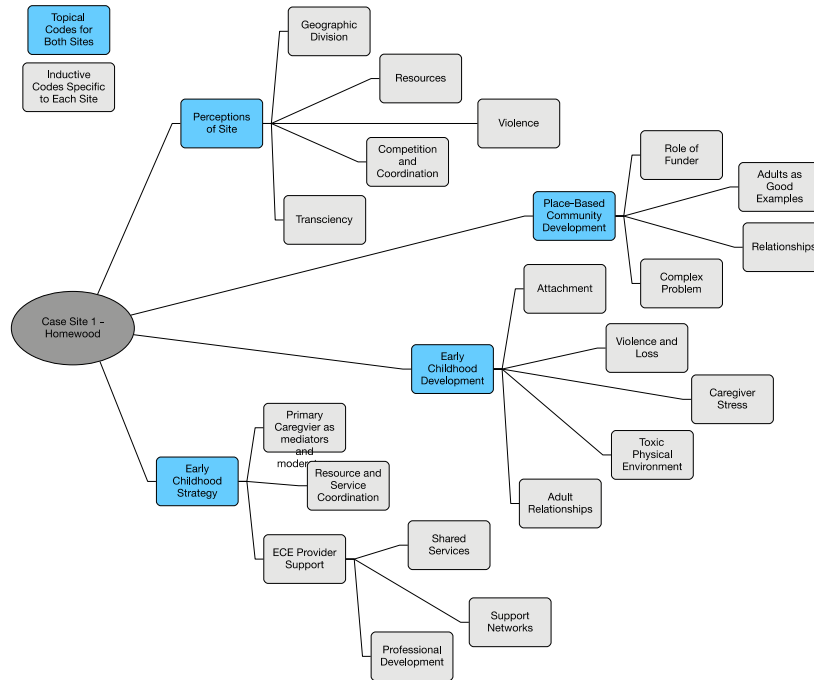 Topical
Codes for
Both Sites
Inductive
Codes Specific
to Each Site
Geographic
Division
Resources
Perceptions
of Site
Violence
Competition
and
Coordination
Transciency
Role of
Funder
Adults as
Good
Examples
Place-Based
Community
Development
Relationships
Complex
Problem
Case Site 1 –
Homewood
Attachment
Violence and
Loss
Early
Childhood
Development
Caregiver
Stress
Toxic
Physical
Environment
Adult
Relationships
Primary
Caregvier as
mediators
and
Early
Childhood
Strategy
Resource and
Service
Coordination
ECE Provider
Support
Shared
Services
Support
Networks
Professional
Development